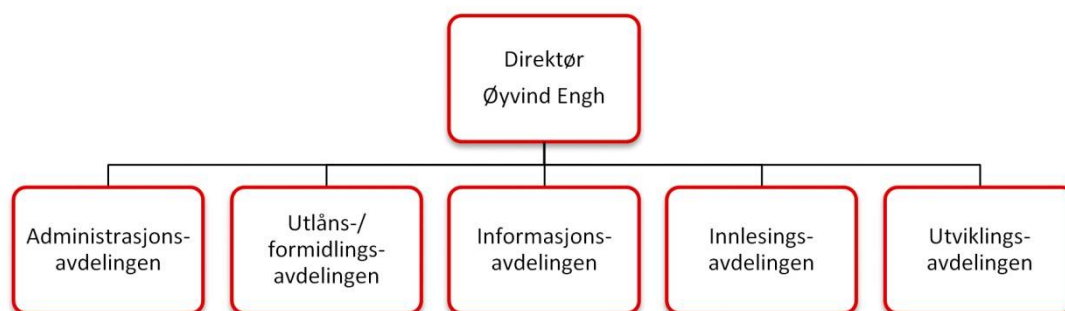 Direktør
Øyvind Engh
Administrasjons-
avdelingen
Utlåns-/
formidlings-
avdelingen
Informasjons-
avdelingen
Innlesings-
avdelingen
Utviklings-
avdelingen